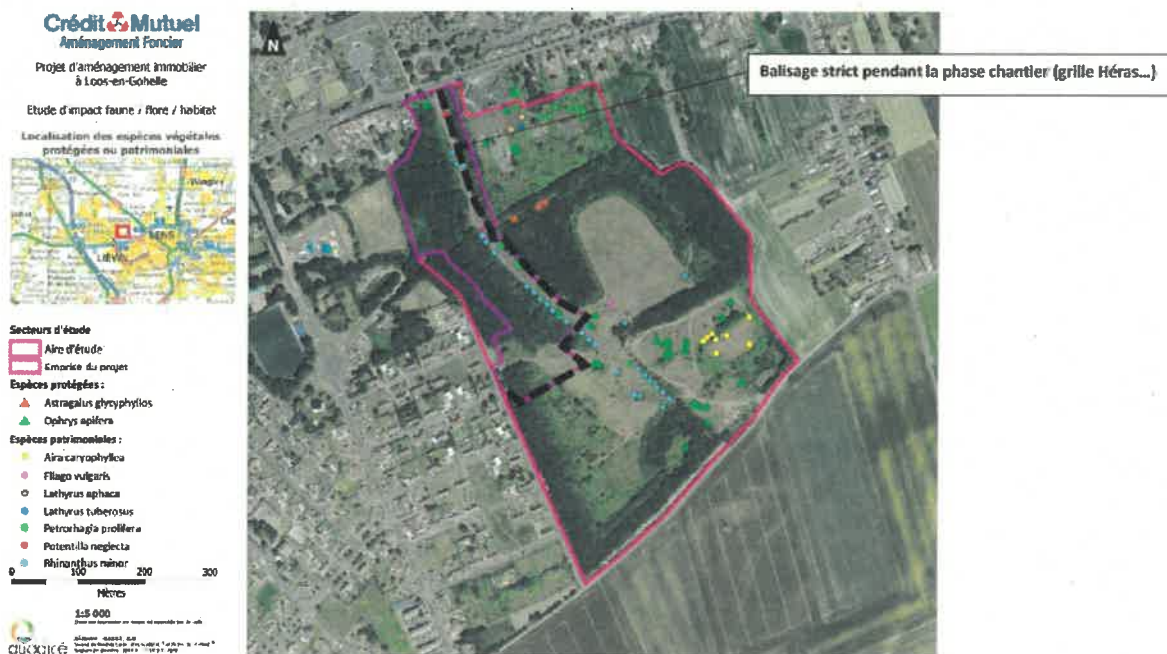 Crédit Mutuel
Aménagement Foncier
Projet d'aménagement immobilier
à Loos-en-Gohelle
Etude d'impact faune / flore / habitat
Localisation des espèces végétales
protégées ou patrimoniales
LENS
LIÉVIN
Secteurs d'étude
Aire d'étude
Emprise du projet
Espèces protégées :
Astragalus glycyphyllos
Ophrys apifera
Espèces patrimoniales :
Aira caryophyllea
Filago vulgaris
Lathyrus aphaca
Lathyrus tuberosus
Petrorhagia prolifera
Potentilla neglecta
Rhinanthus minor
0 100 200 300
Mètres
1:5 000
auddicé
N
Balisage strict pendant la phase chantier (grille Héras...)